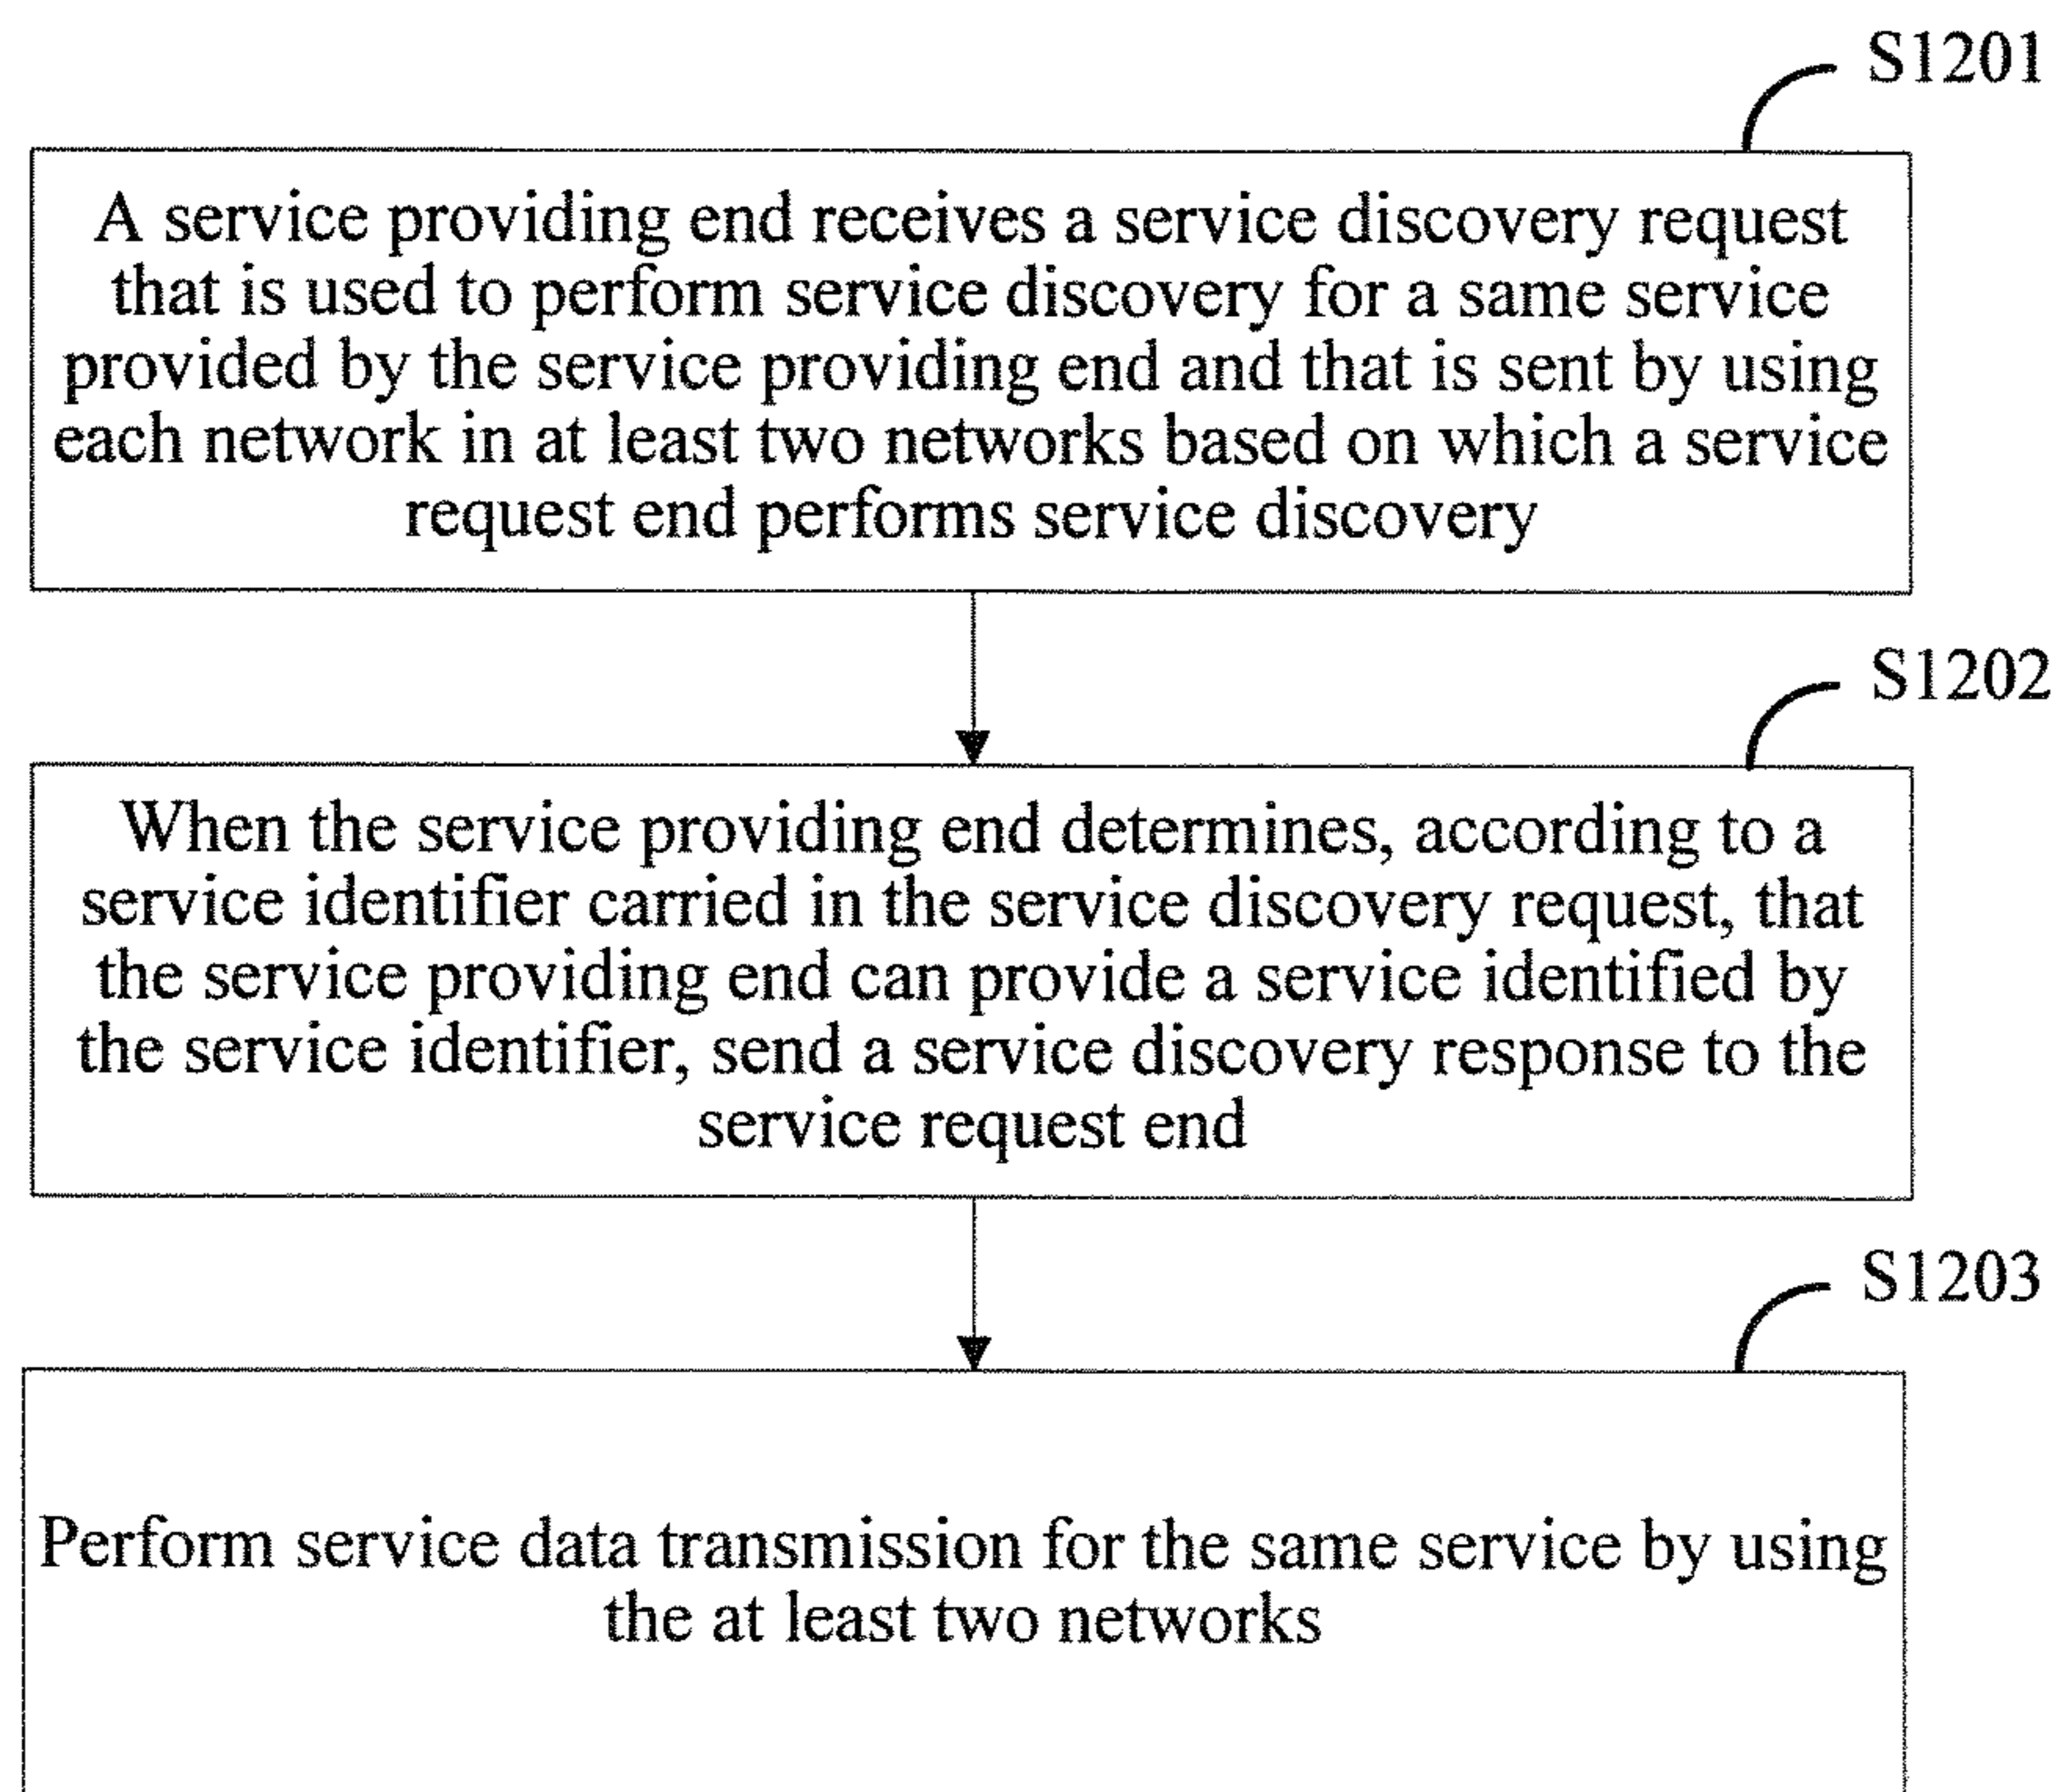 S1201
A service providing end receives a service discovery request
that is used to perform service discovery for a same service
provided by the service providing end and that is sent by using
each network in at least two networks based on which a service
request end performs service discovery
S1202
When the service providing end determines, according to a
service identifier carried in the service discovery request, that
the service providing end can provide a service identified by
the service identifier, send a service discovery response to the
service request end
S1203
Perform service data transmission for the same service by using
the at least two networks